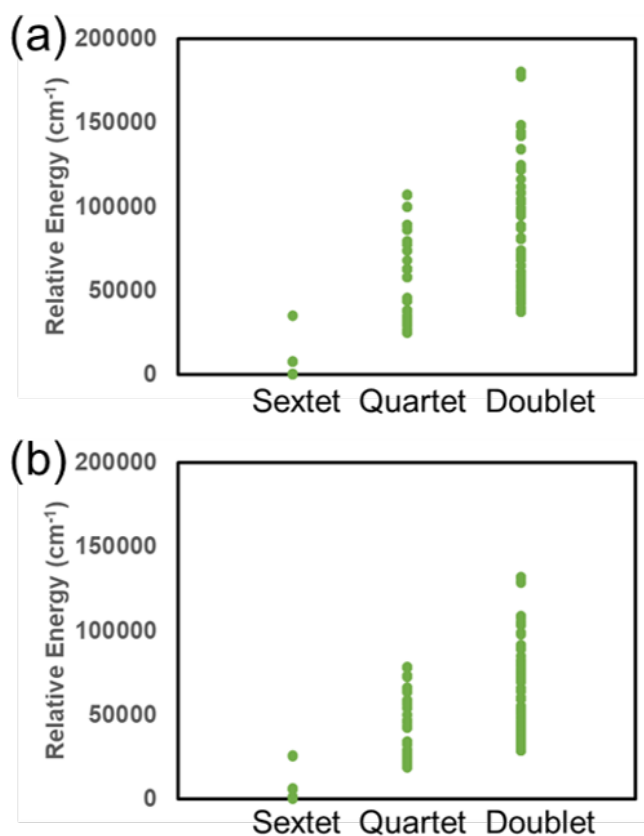 (a)
200000
150000
100000
50000
0
Relative Energy (cm⁻¹)
Sextet Quartet Doublet
(b)
200000
150000
100000
50000
0
Relative Energy (cm⁻¹)
Sextet Quartet Doublet